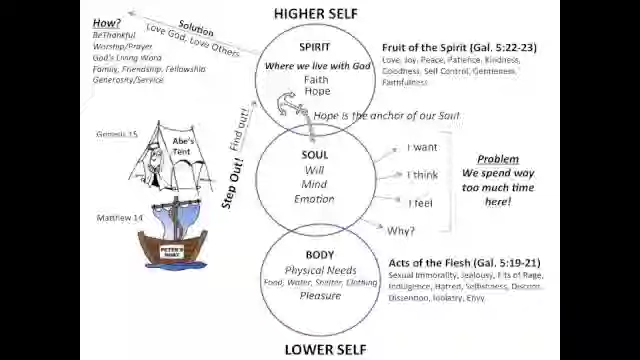 HIGHER SELF
How?
BeThankful
Worship/Prayer
God's Living Word
Family, Friendship, Fellowship
Generosity/Service
Solution
Love God, Love Others
SPIRIT
Where we live with God
Faith
Hope
Fruit of the Spirit (Gal. 5:22-23)
Love, Joy, Peace, Patience, Kindness,
Goodness, Self Control, Gentleness,
Faithfulness
Hope is the anchor of our Soul
Step Out! Find out!
Genesis 15
Abe's
Tent
Matthew 14
PETER'S
BOAT
SOUL
Will
Mind
Emotion
I want
I think
I feel
Why?
Problem
We spend way
too much time
here!
BODY
Physical Needs
Food, Water, Shelter, Clothing
Pleasure
Acts of the Flesh (Gal. 5:19-21)
Sexual Immorality, Jealousy, Fits of Rage,
Indulgence, Hatred, Selfishness, Discord,
Dissention, Idolatry, Envy
LOWER SELF